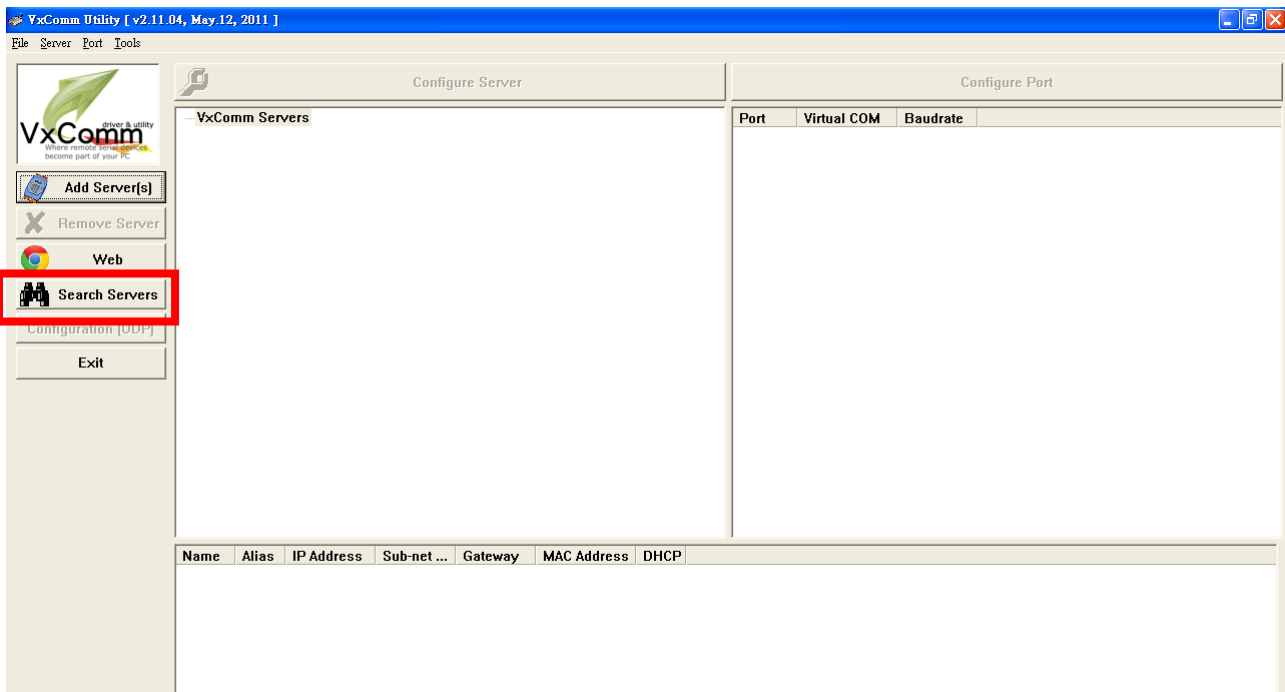 VxComm Utility [ v2.11.04, May.12, 2011 ]
File Server Port Tools
VxComm
driver & utility
Where remote serial devices
become part of your PC
Configure Server
Configure Port
Add Server(s)
Remove Server
Web
Search Servers
Configuration (UDP)
Exit
VxComm Servers
Port Virtual COM Baudrate
Name Alias IP Address Sub-net ... Gateway MAC Address DHCP